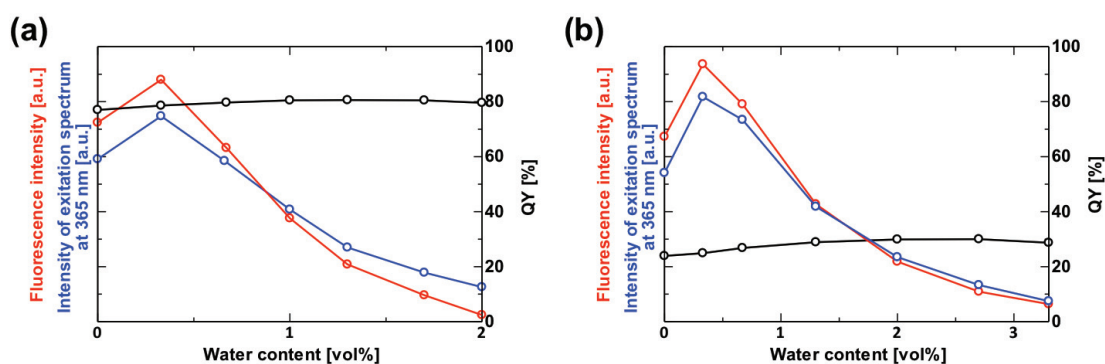 (a)
Fluorescence intensity [a.u.]
Intensity of exitation spectrum
at 365 nm [a.u.]
100
80
60
40
20
0
QY [%]
0 1 2
Water content [vol%]
(b)
Fluorescence intensity [a.u.]
Intensity of exitation spectrum
at 365 nm [a.u.]
100
80
60
40
20
0
QY [%]
0 1 2 3
Water content [vol%]